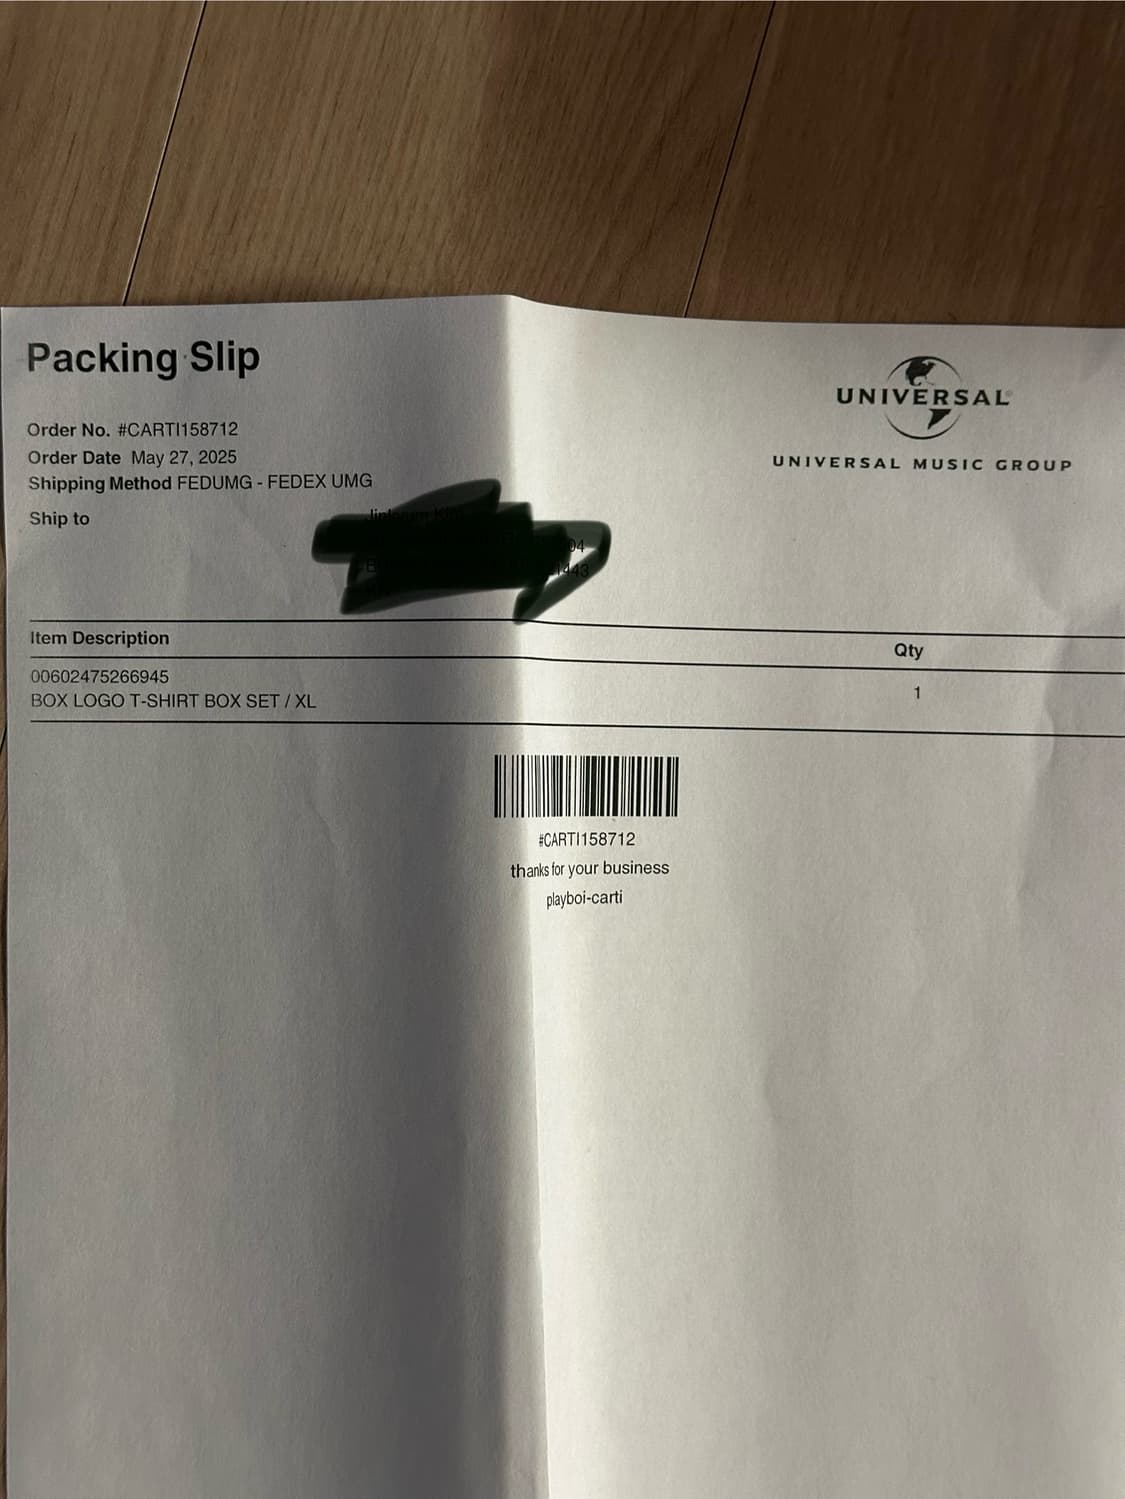 Packing Slip
UNIVERSAL
UNIVERSAL MUSIC GROUP
Order No. #CARTI158712
Order Date May 27, 2025
Shipping Method FEDUMG - FEDEX UMG
Ship to
Item Description Qty
00602475266945
BOX LOGO T-SHIRT BOX SET / XL 1
#CARTI158712
thanks for your business
playboi-carti